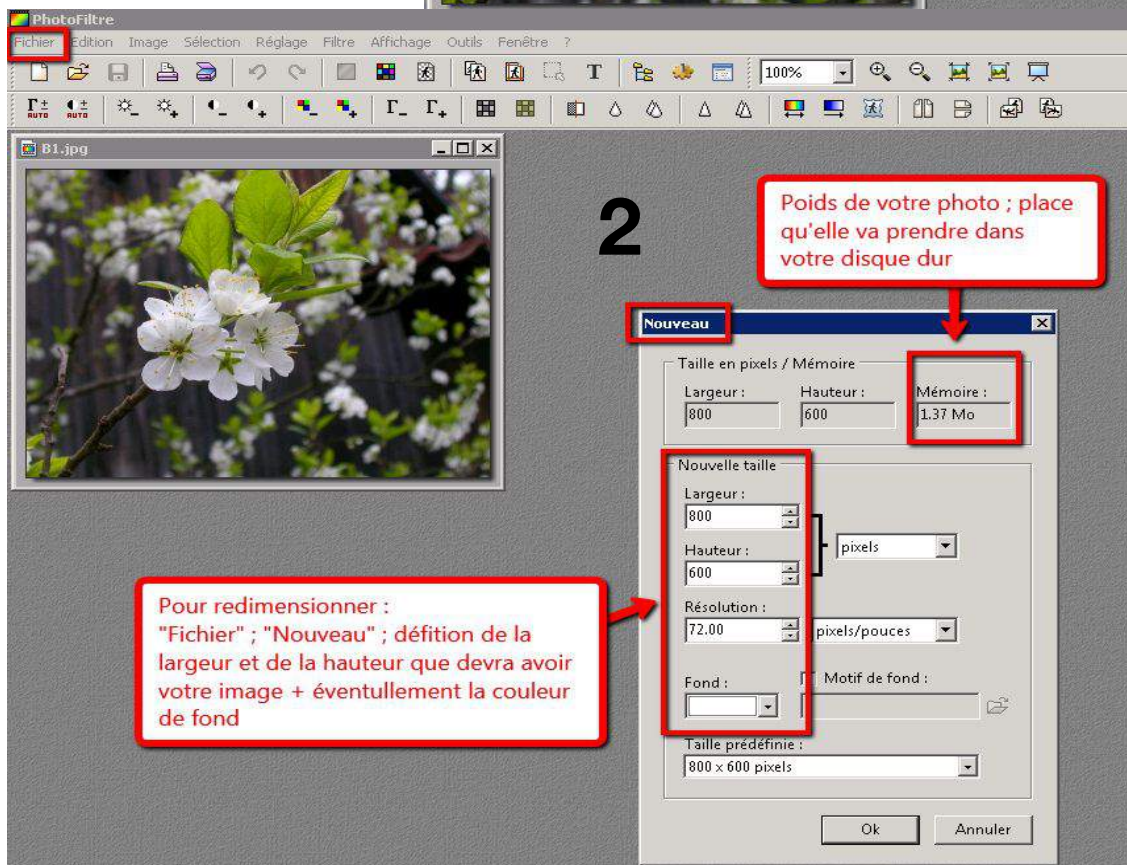 PhotoFiltre
Fichier Edition Image Sélection Réglage Filtre Affichage Outils Fenêtre ?
T 100%
AUTO AUTO
B1.jpg
2
Poids de votre photo ; place
qu'elle va prendre dans
votre disque dur
Nouveau
Taille en pixels / Mémoire
Largeur : Hauteur : Mémoire :
800 600 1.37 Mo
Nouvelle taille
Largeur :
800
pixels
Hauteur :
600
Résolution :
72.00 pixels/pouces
Fond : Motif de fond :
Taille prédéfinie :
800 x 600 pixels
Ok Annuler
Pour redimensionner :
"Fichier" ; "Nouveau" ; défition de la
largeur et de la hauteur que devra avoir
votre image + éventullement la couleur
de fond